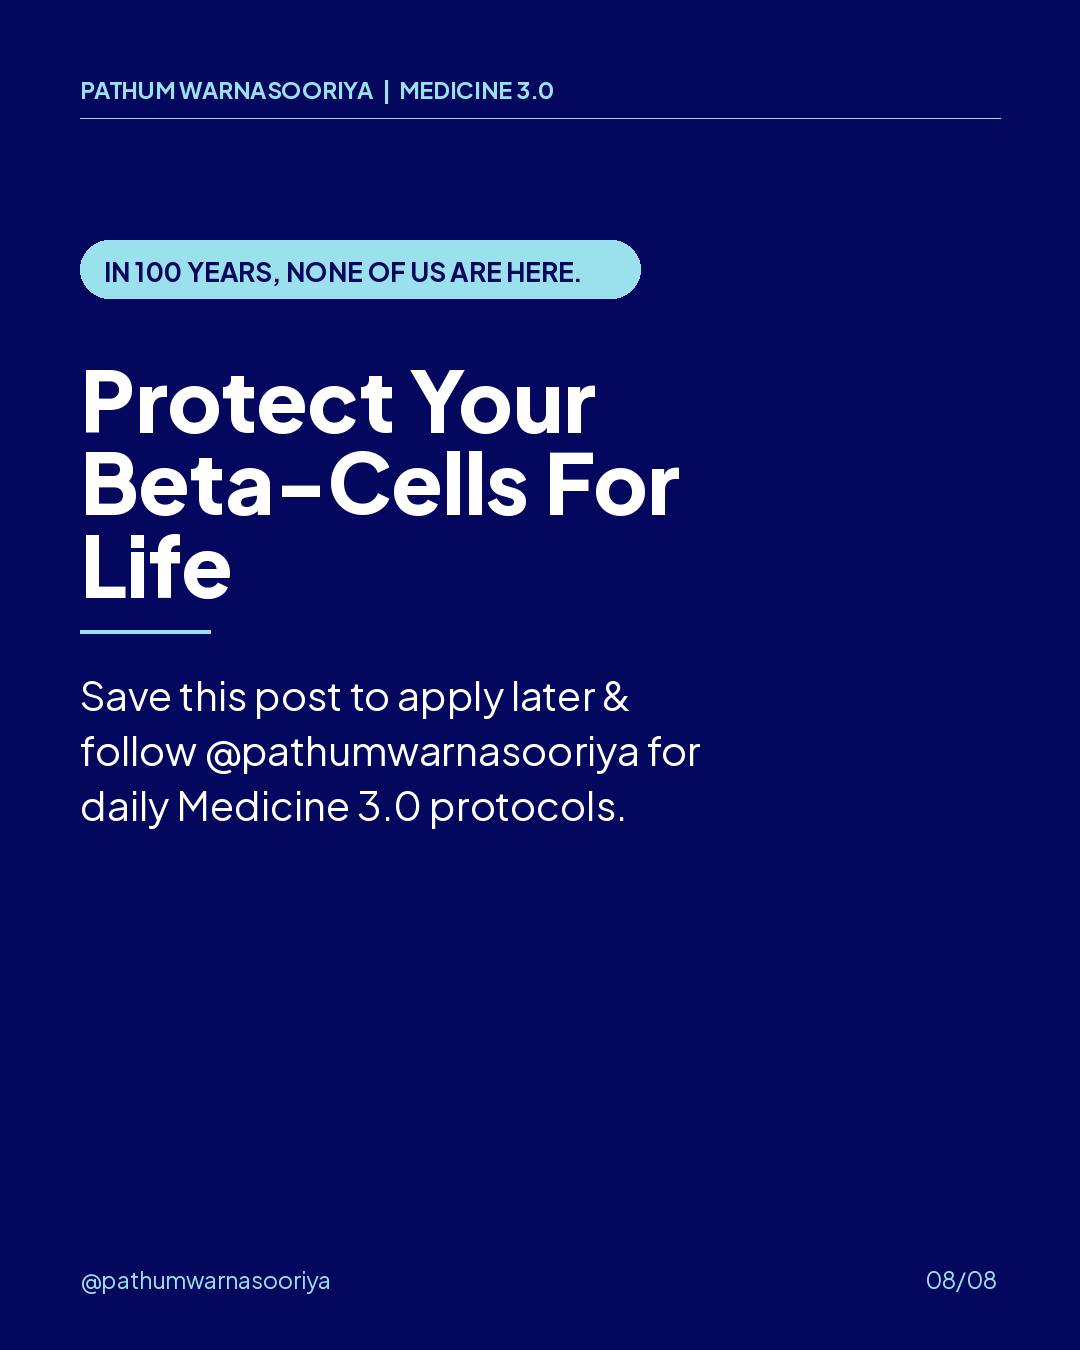 PATHUM WARNASOORIYA | MEDICINE 3.0
IN 100 YEARS, NONE OF US ARE HERE.
Protect Your
Beta-Cells For
Life
Save this post to apply later &
follow @pathumwarnasooriya for
daily Medicine 3.0 protocols.
@pathumwarnasooriya
08/08